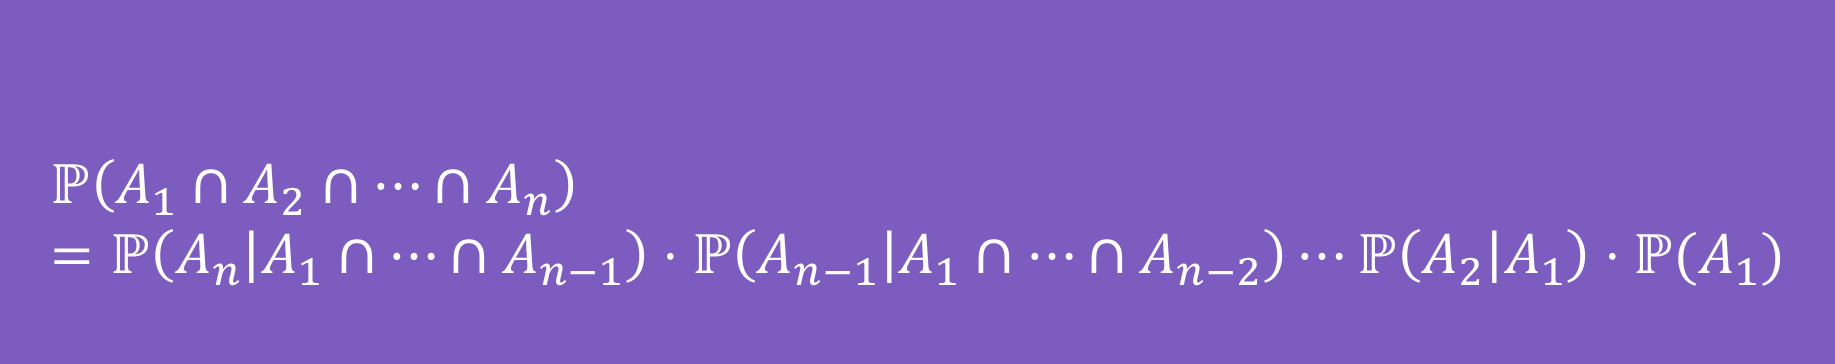 ℙ(A₁ ∩ A₂ ∩ ⋯ ∩ Aₙ)
= ℙ(Aₙ|A₁ ∩ ⋯ ∩ Aₙ₋₁) · ℙ(Aₙ₋₁|A₁ ∩ ⋯ ∩ Aₙ₋₂) ⋯ ℙ(A₂|A₁) · ℙ(A₁)